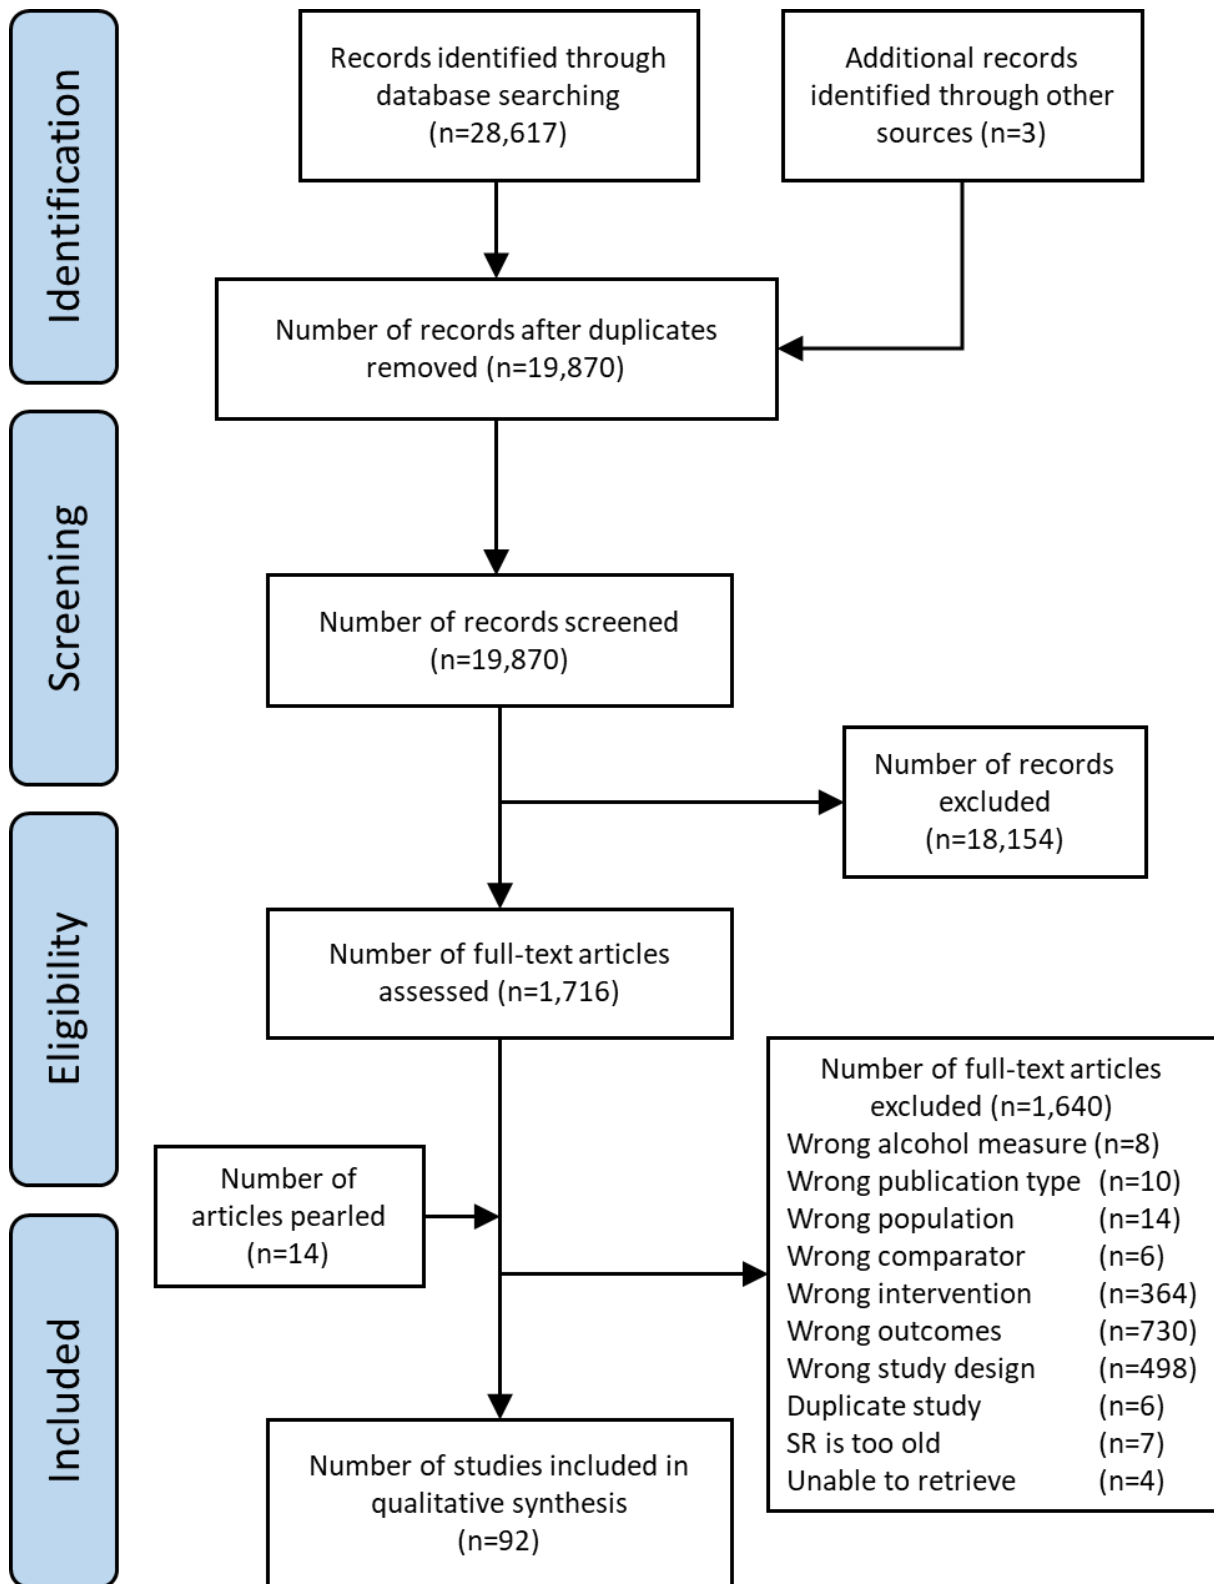 Identification
Records identified through
database searching
(n=28,617)
Additional records
identified through other
sources (n=3)
Number of records after duplicates
removed (n=19,870)
Screening
Number of records screened
(n=19,870)
Number of records
excluded
(n=18,154)
Eligibility
Number of full-text articles
assessed (n=1,716)
Number of full-text articles
excluded (n=1,640)
Wrong alcohol measure (n=8)
Wrong publication type (n=10)
Wrong population (n=14)
Wrong comparator (n=6)
Wrong intervention (n=364)
Wrong outcomes (n=730)
Wrong study design (n=498)
Duplicate study (n=6)
SR is too old (n=7)
Unable to retrieve (n=4)
Number of
articles pearled
(n=14)
Included
Number of studies included in
qualitative synthesis
(n=92)